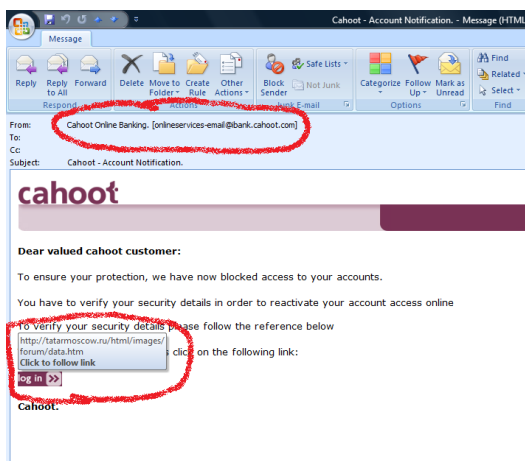 Cahoot - Account Notification. - Message (HTML
Message
Reply Reply to All Forward Delete Move to Folder Create Rule Other Actions Block Sender Safe Lists Not Junk Categorize Follow Up Mark as Unread Find Related Select
Respond Actions Junk E-mail Options Find
From: Cahoot Online Banking. [onlineservices-email@ibank.cahoot.com]
To:
Cc:
Subject: Cahoot - Account Notification.
cahoot
Dear valued cahoot customer:
To ensure your protection, we have now blocked access to your accounts.
You have to verify your security details in order to reactivate your account access online
To verify your security details please follow the reference below
http://tatarmoscow.ru/html/images/
forum/data.htm
Click to follow link
click on the following link:
log in
Cahoot.